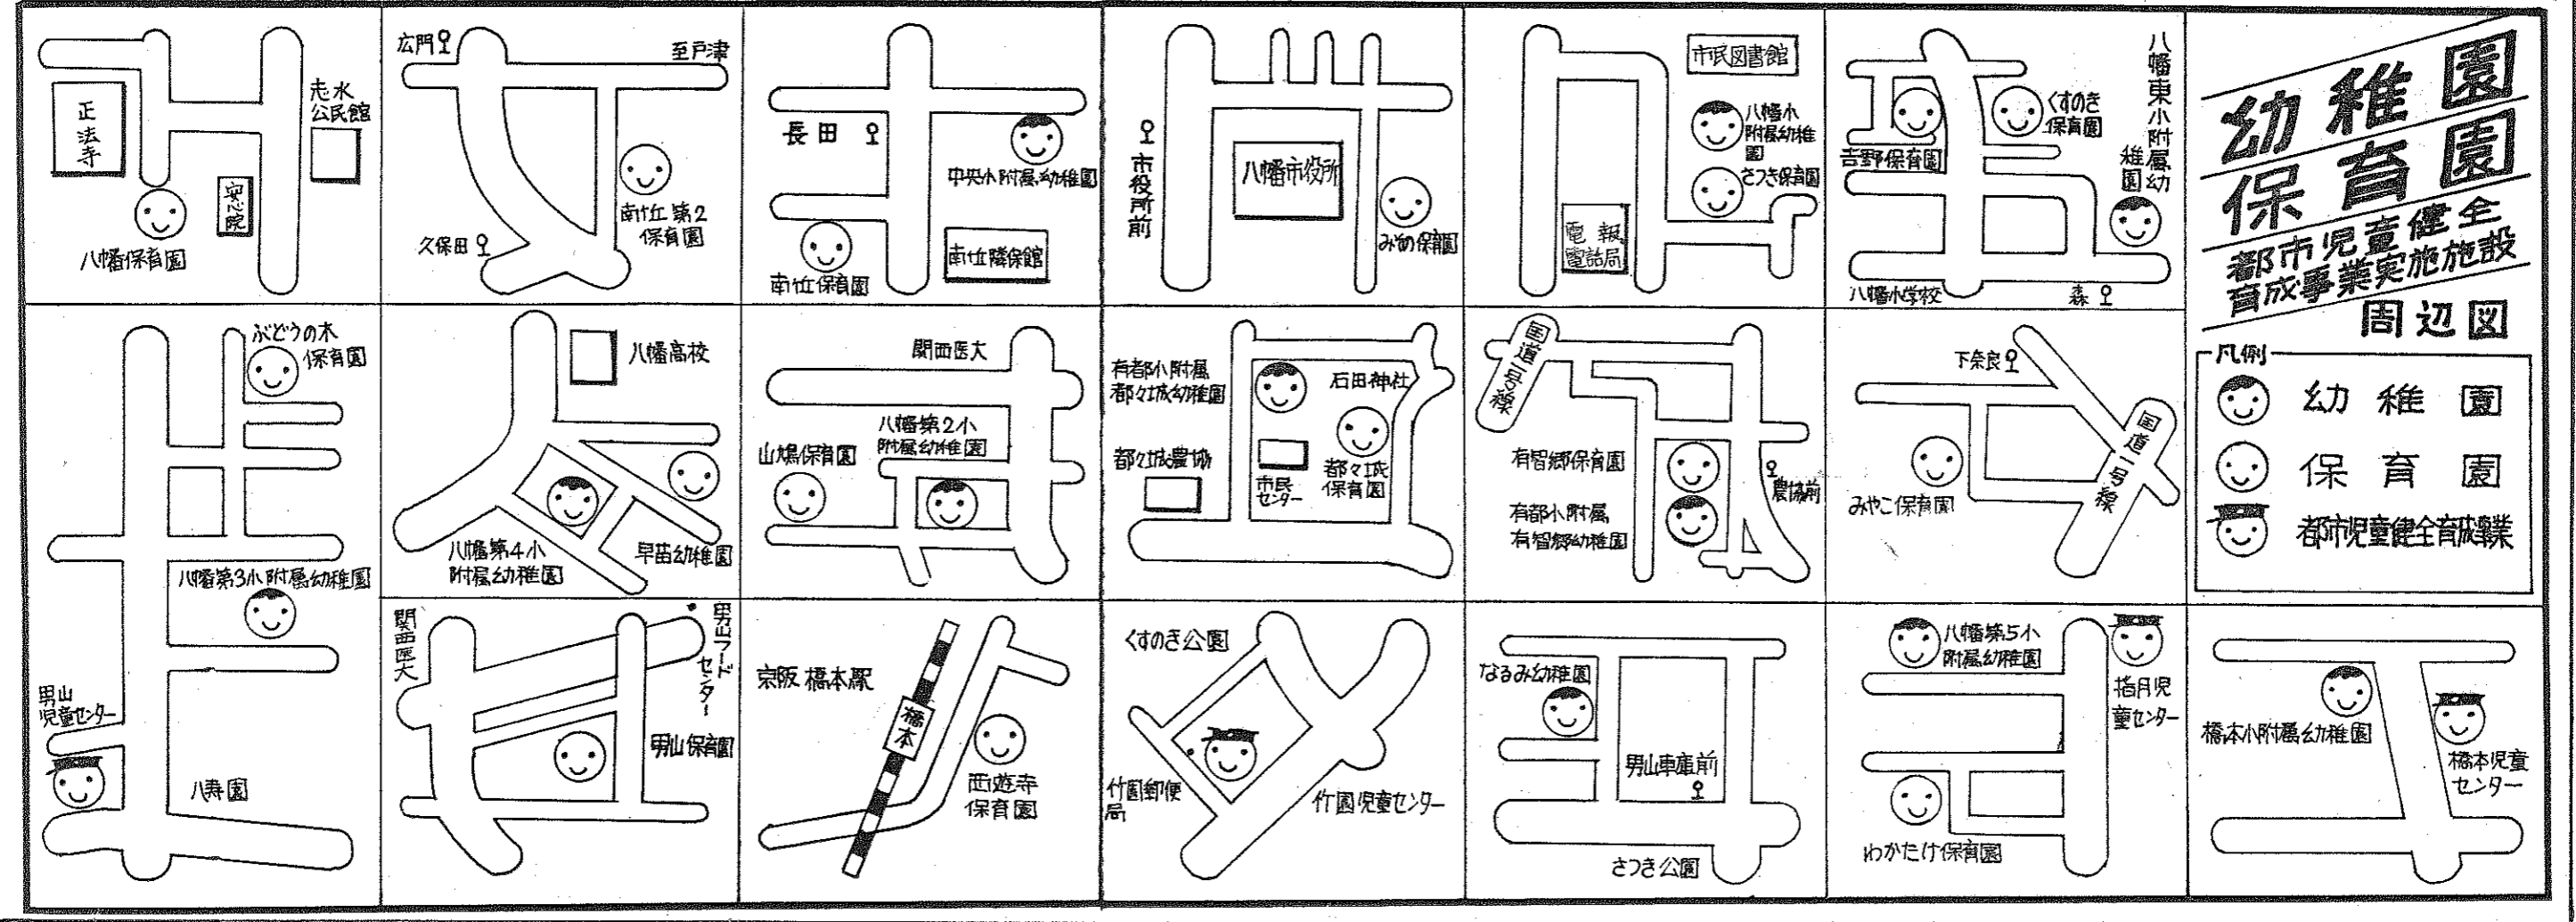 幼稚園
保育園
都市児童健全
育成事業実施施設
周辺図
凡例
幼稚園
保育園
都市児童健全育成事業
正法寺
走水
公民館
安心院
八幡保育園
広門
至戸津
久保田
南ヶ丘第2
保育園
長田
中央小附属幼稚園
南ヶ丘隣保館
南ヶ丘保育園
市役所前
八幡市役所
みその保育園
市民図書館
八幡小
附属幼稚
園
さつき保育園
電報
電話局
くすのき
保育園
吉野保育園
八幡東小附属幼
稚園
八幡小学校
森
ぶどうの木
保育園
八幡第3小附属幼稚園
男山
児童センター
八寿園
八幡高校
八幡第4小
附属幼稚園
早苗幼稚園
関西医大
八幡第2小
附属幼稚園
山鳩保育園
有都小附属
都々城幼稚園
石田神社
都々城農協
市民
センター
都々城
保育園
国道一号線
有智郷保育園
農協前
有都小附属
有智郷幼稚園
下奈良
国道一号線
みやこ保育園
関西医大
男山フード
センター
男山保育園
京阪橋本駅
橋本
西遊寺
保育園
くすのき公園
竹園郵便
局
竹園児童センター
なるみ幼稚園
男山車庫前
さつき公園
八幡第5小
附属幼稚園
指月児
童センター
わかたけ保育園
橋本小附属幼稚園
橋本児童
センター